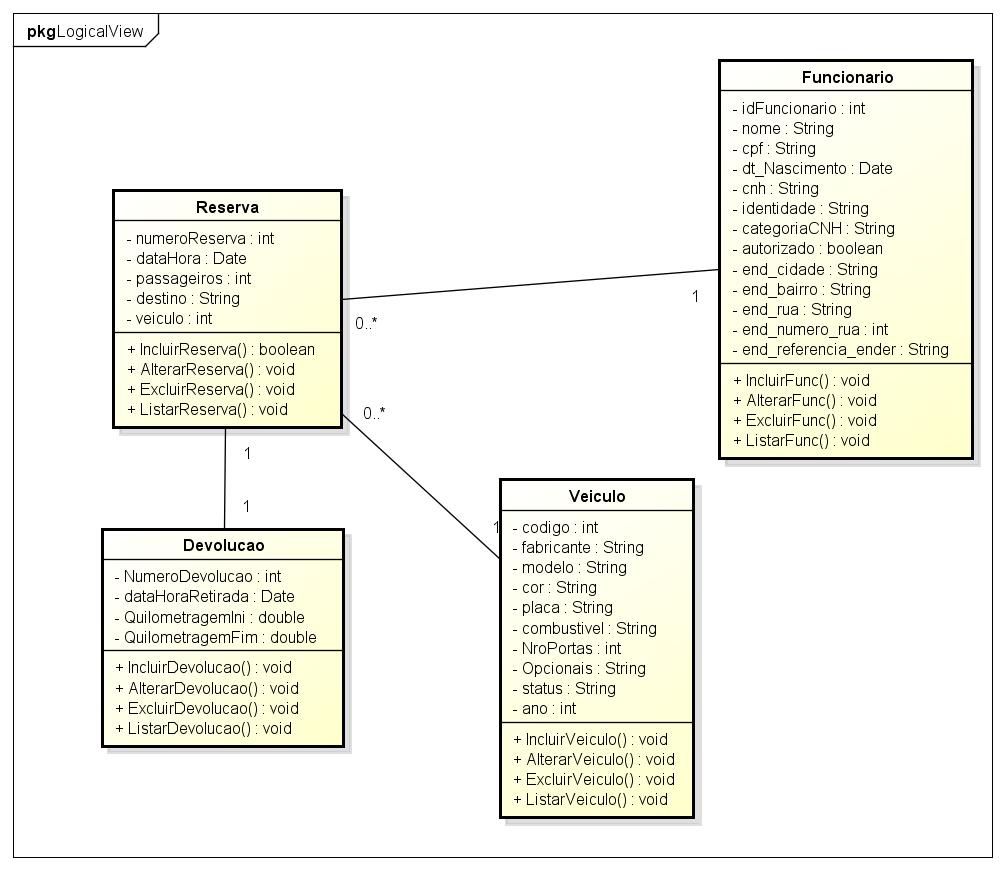 pkg LogicalView
Funcionario
- idFuncionario : int
- nome : String
- cpf : String
- dt_Nascimento : Date
- cnh : String
- identidade : String
- categoriaCNH : String
- autorizado : boolean
- end_cidade : String
- end_bairro : String
- end_rua : String
- end_numero_rua : int
- end_referencia_ender : String
+ IncluirFunc() : void
+ AlterarFunc() : void
+ ExcluirFunc() : void
+ ListarFunc() : void
Reserva
- numeroReserva : int
- dataHora : Date
- passageiros : int
- destino : String
- veiculo : int
+ IncluirReserva() : boolean
+ AlterarReserva() : void
+ ExcluirReserva() : void
+ ListarReserva() : void
1
0..*
0..*
1
1
1
Veiculo
- codigo : int
- fabricante : String
- modelo : String
- cor : String
- placa : String
- combustivel : String
- NroPortas : int
- Opcionais : String
- status : String
- ano : int
+ IncluirVeiculo() : void
+ AlterarVeiculo() : void
+ ExcluirVeiculo() : void
+ ListarVeiculo() : void
Devolucao
- NumeroDevolucao : int
- dataHoraRetirada : Date
- QuilometragemIni : double
- QuilometragemFim : double
+ IncluirDevolucao() : void
+ AlterarDevolucao() : void
+ ExcluirDevolucao() : void
+ ListarDevolucao() : void